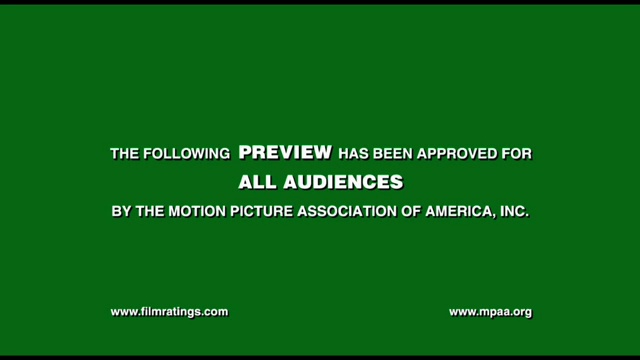 THE FOLLOWING PREVIEW HAS BEEN APPROVED FOR
ALL AUDIENCES
BY THE MOTION PICTURE ASSOCIATION OF AMERICA, INC.
www.filmratings.com www.mpaa.org